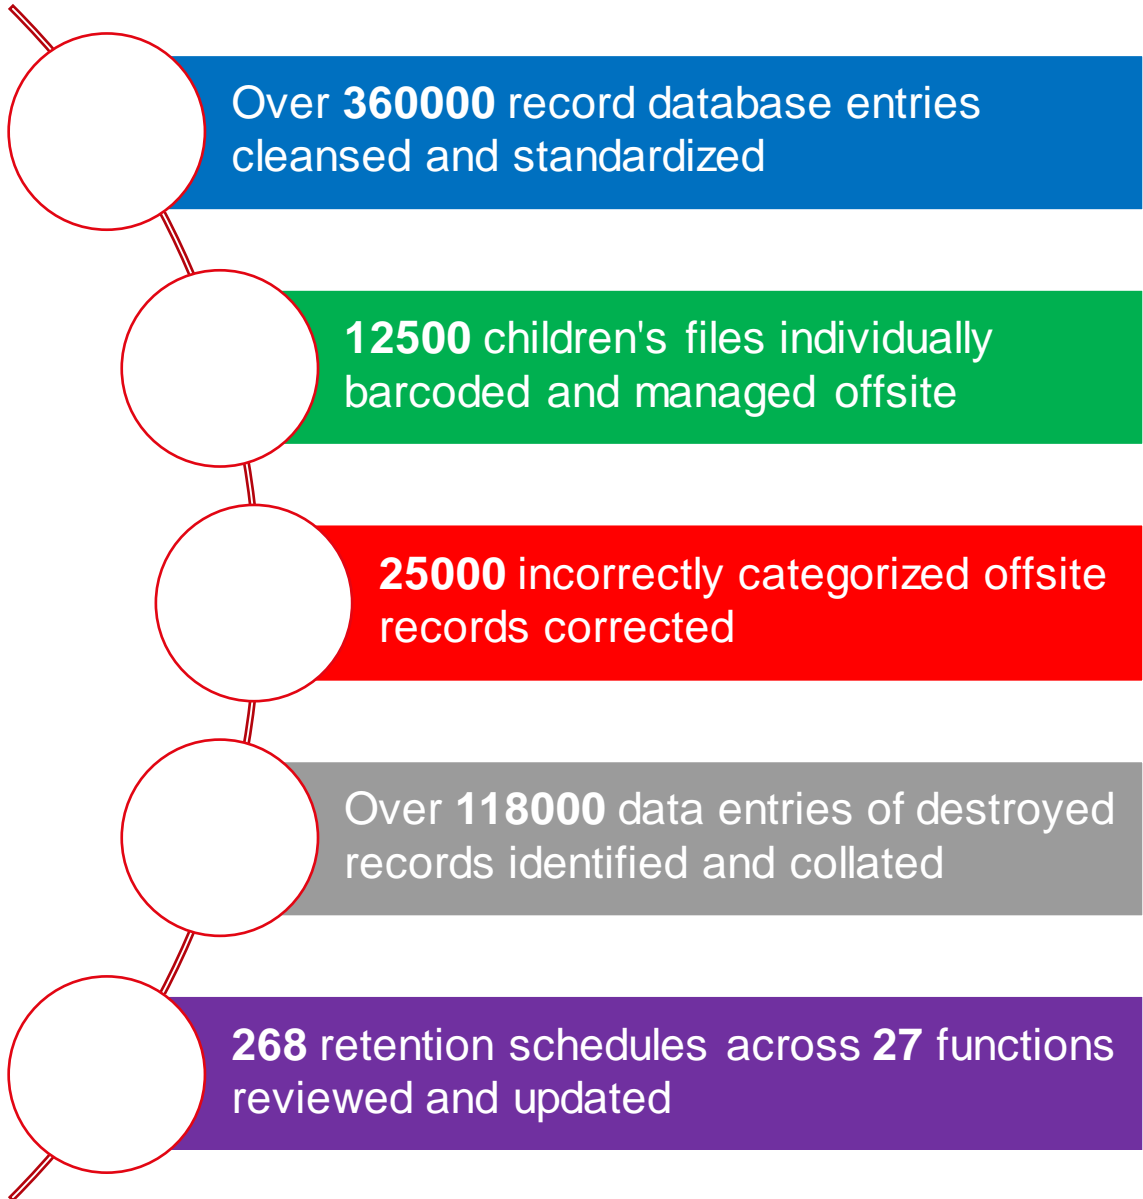 Over 360000 record database entries
cleansed and standardized
12500 children's files individually
barcoded and managed offsite
25000 incorrectly categorized offsite
records corrected
Over 118000 data entries of destroyed
records identified and collated
268 retention schedules across 27 functions
reviewed and updated